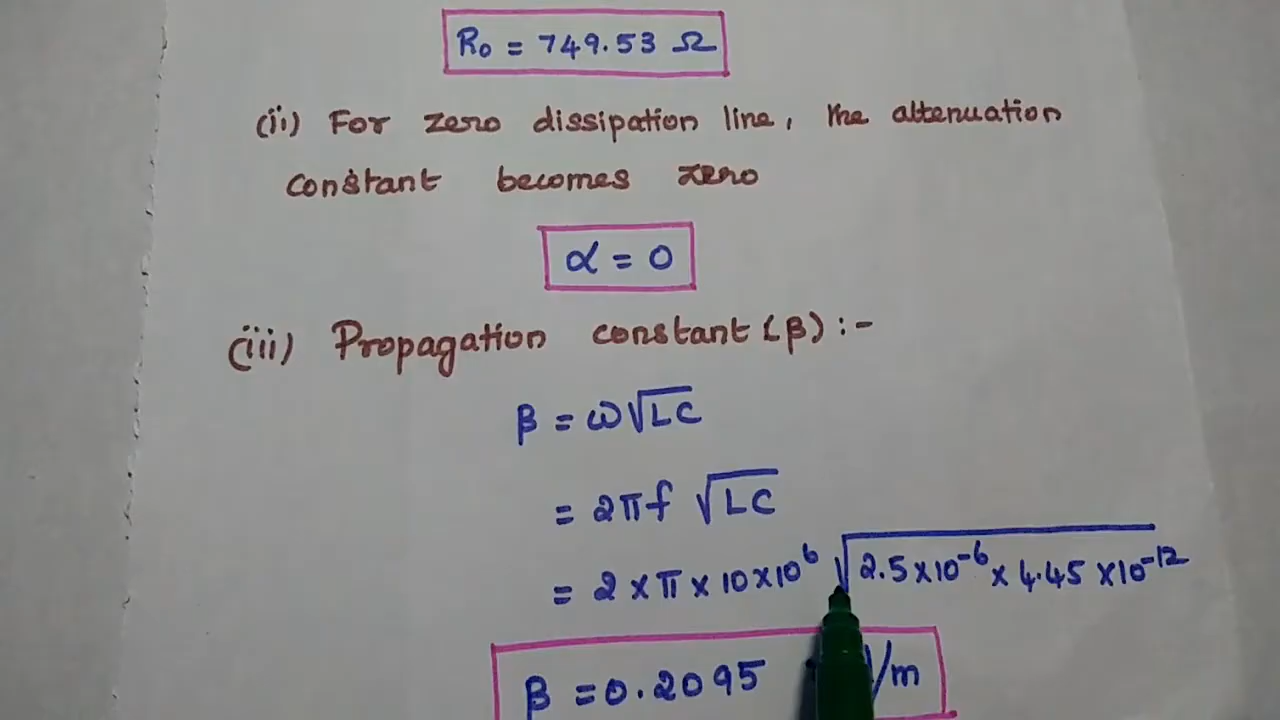 R₀ = 749.53 Ω
(ii) For zero dissipation line, the attenuation
constant becomes zero
α = 0
(iii) Propagation constant (β) :-
β = ω√LC
= 2πf √LC
= 2 × π × 10 × 10⁶ √2.5 × 10⁻⁶ × 4.45 × 10⁻¹²
β = 0.2095 /m